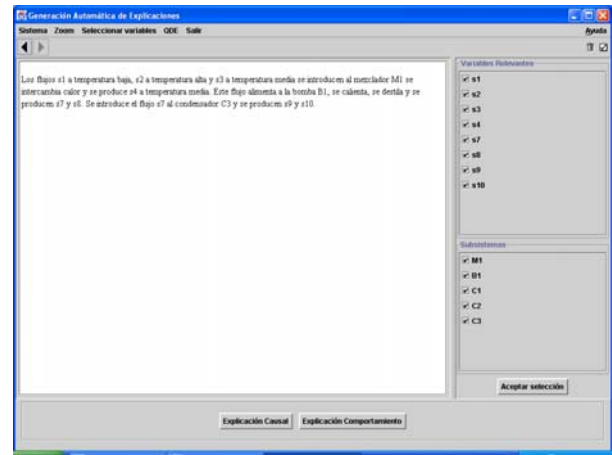 Generación Automática de Explicaciones
Sistema Zoom Seleccionar variables QDE Salir Ayuda
Los flujos s1 a temperatura baja, s2 a temperatura alta y s3 a temperatura media se introducen al mezclador M1 se
intercambia calor y se produce s4 a temperatura media. Este flujo alimenta a la bomba B1, se calienta, se destila y se
producen s7 y s8. Se introduce el flujo s7 al condensador C3 y se producen s9 y s10.
Variables Relevantes
s1
s2
s3
s4
s7
s8
s9
s10
Subsistemas
M1
B1
C1
C2
C3
Aceptar selección
Explicación Causal Explicación Comportamiento